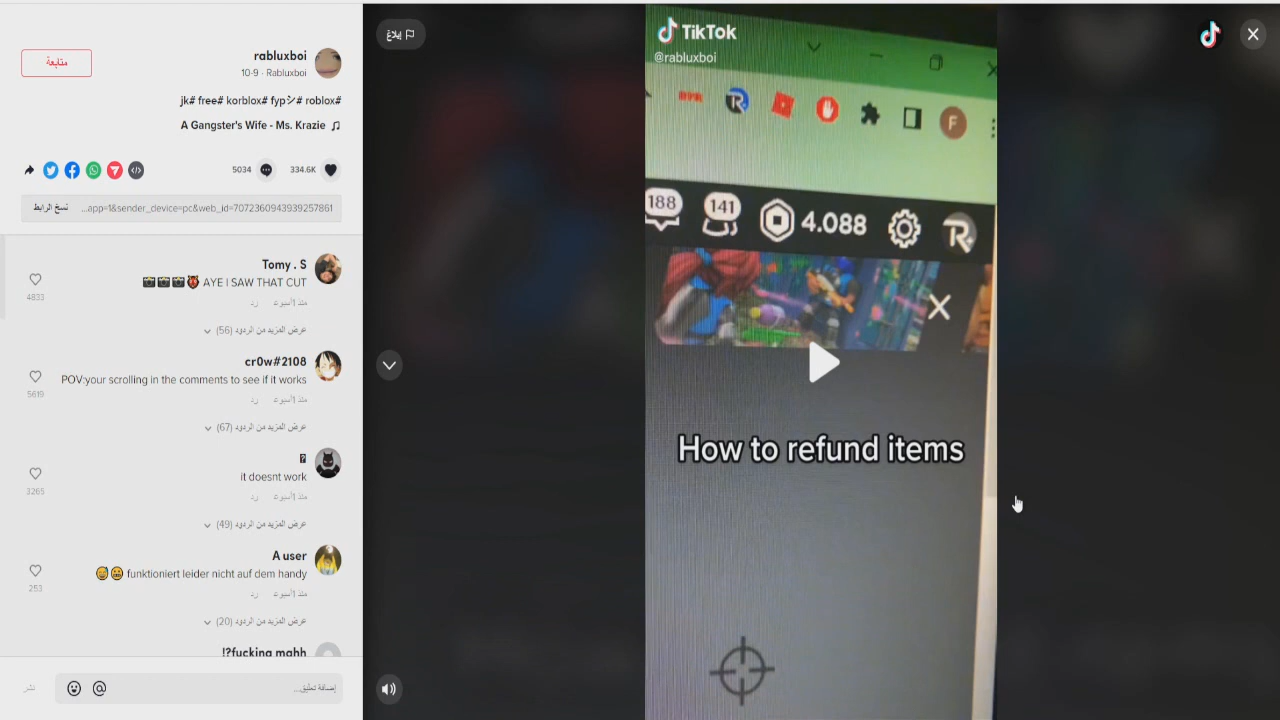 rabluxboi
Rabluxboi · 10-9
متابعة
#roblox #fypシ #korblox #free #jk
♫ A Gangster's Wife - Ms. Krazie
334.6K
5034
...app=1&sender_device=pc&web_id=7072360943939257861
نسخ الرابط
Tomy . S
AYE I SAW THAT CUT
4833
رد
عرض المزيد من الردود (56)
cr0w#2108
POV:your scrolling in the comments to see if it works
5619
رد
عرض المزيد من الردود (67)
it doesnt work
3265
رد
عرض المزيد من الردود (49)
A user
funktioniert leider nicht auf dem handy
253
رد
عرض المزيد من الردود (20)
fucking mahh?!
إضافة تعليق...
نشر
إبلاغ
TikTok
@rabluxboi
F
188
141
4.088
How to refund items